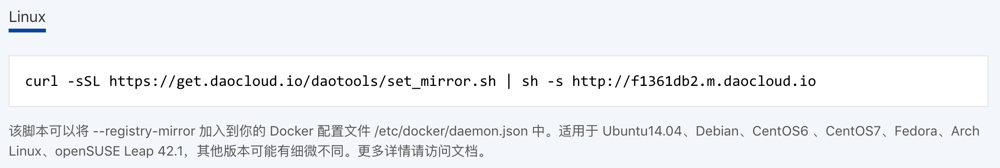 Linux
curl -sSL https://get.daocloud.io/daotools/set_mirror.sh | sh -s http://f1361db2.m.daocloud.io
该脚本可以将 --registry-mirror 加入到你的 Docker 配置文件 /etc/docker/daemon.json 中。适用于 Ubuntu14.04、Debian、CentOS6 、CentOS7、Fedora、Arch
Linux、openSUSE Leap 42.1，其他版本可能有细微不同。更多详情请访问文档。